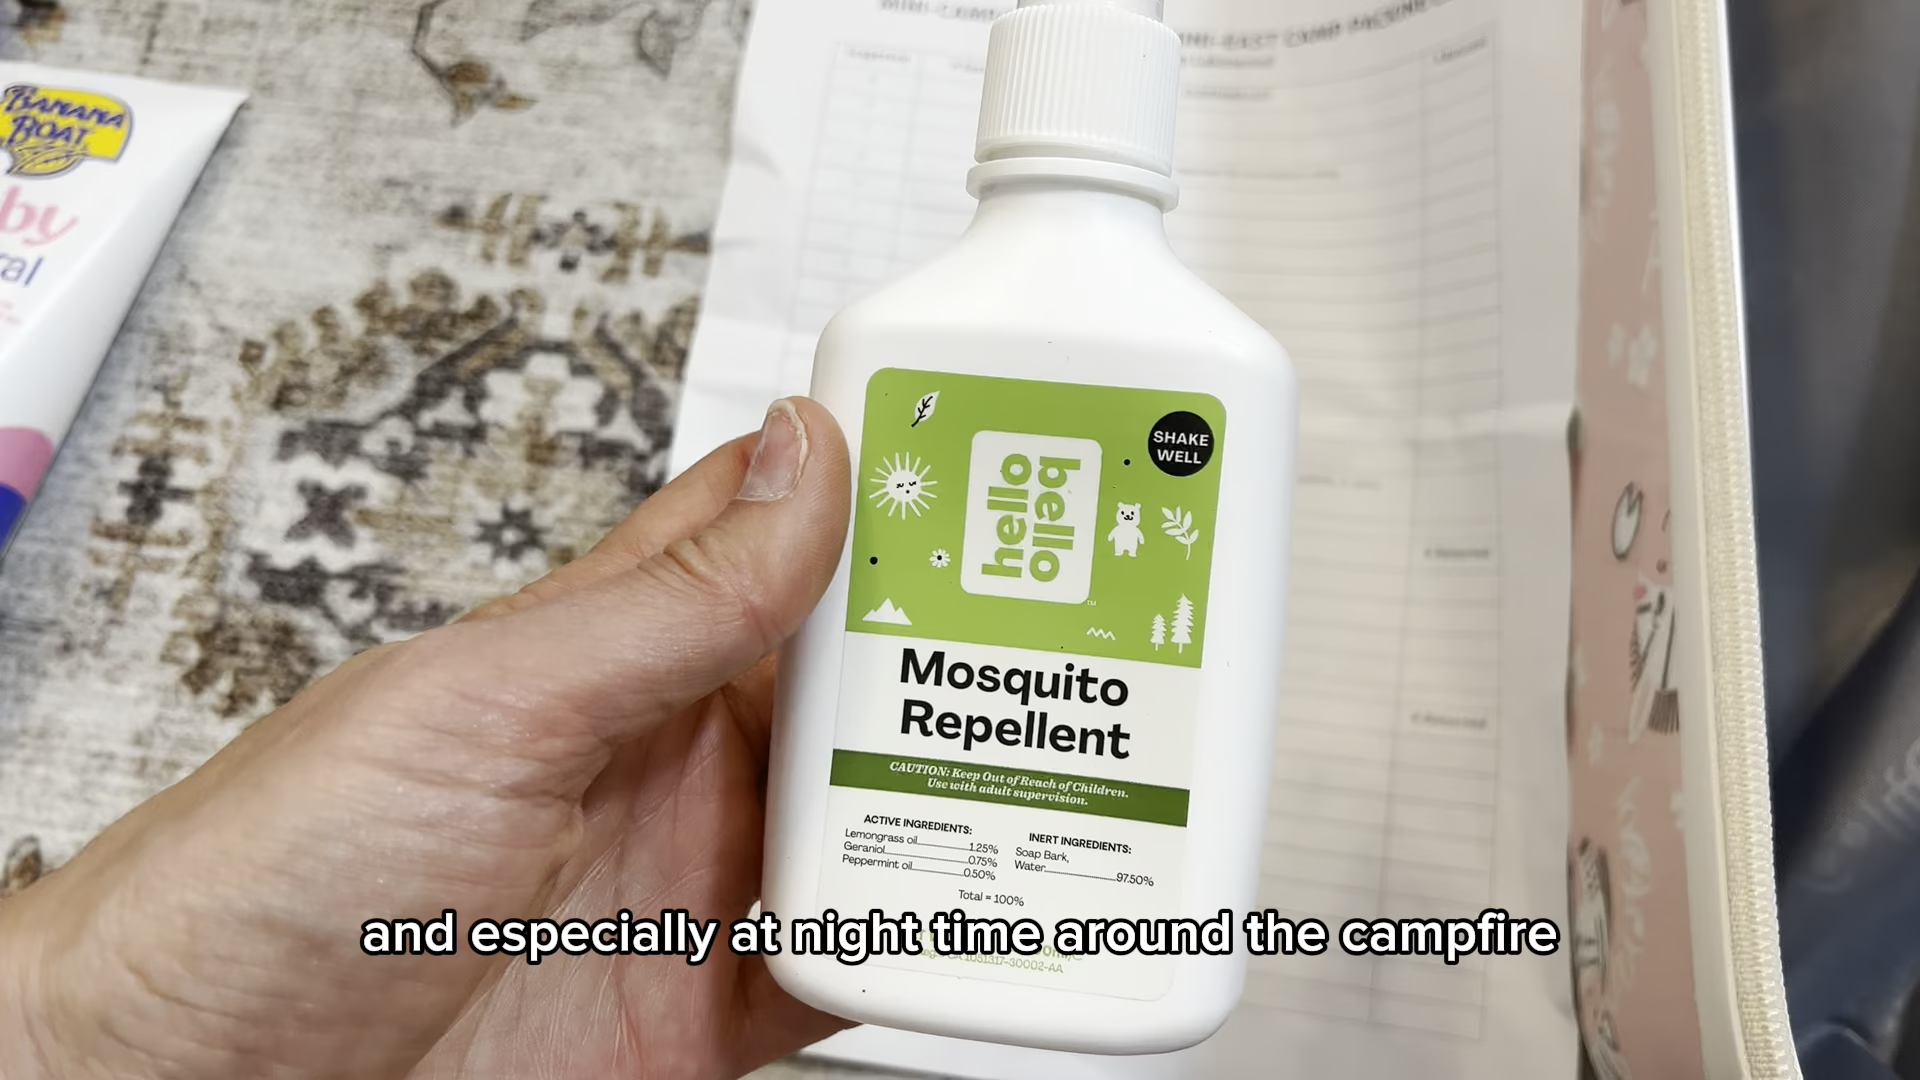 BANANA
BOAT
by
ral
SHAKE
WELL
hello
bello
TM
Mosquito
Repellent
CAUTION: Keep Out of Reach of Children.
Use with adult supervision.
ACTIVE INGREDIENTS:
Lemongrass oil 1.25%
Geraniol 0.75%
Peppermint oil 0.50%
INERT INGREDIENTS:
Soap Bark,
Water 97.50%
Total = 100%
and especially at night time around the campfire